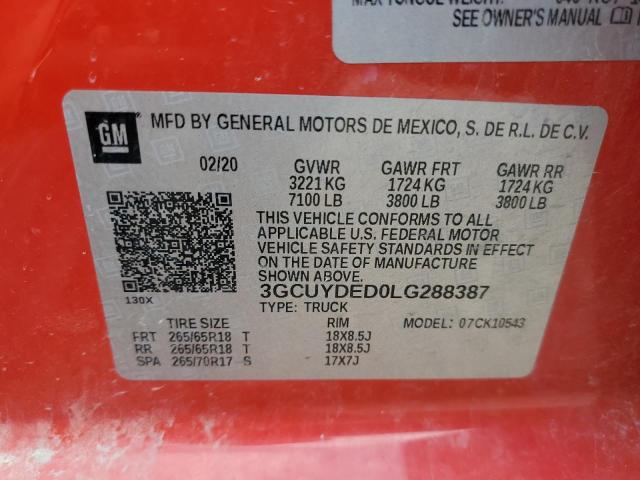 SEE OWNER'S MANUAL
GM
MFD BY GENERAL MOTORS DE MEXICO, S. DE R.L. DE C.V.
02/20 GVWR GAWR FRT GAWR RR
3221 KG 1724 KG 1724 KG
7100 LB 3800 LB 3800 LB
THIS VEHICLE CONFORMS TO ALL
APPLICABLE U.S. FEDERAL MOTOR
VEHICLE SAFETY STANDARDS IN EFFECT
ON THE DATE OF MANUFACTURE
SHOWN ABOVE.
130X 3GCUYDED0LG288387
TYPE: TRUCK MODEL: 07CK10543
TIRE SIZE RIM
FRT 265/65R18 T 18X8.5J
RR 265/65R18 T 18X8.5J
SPA 265/70R17 S 17X7J